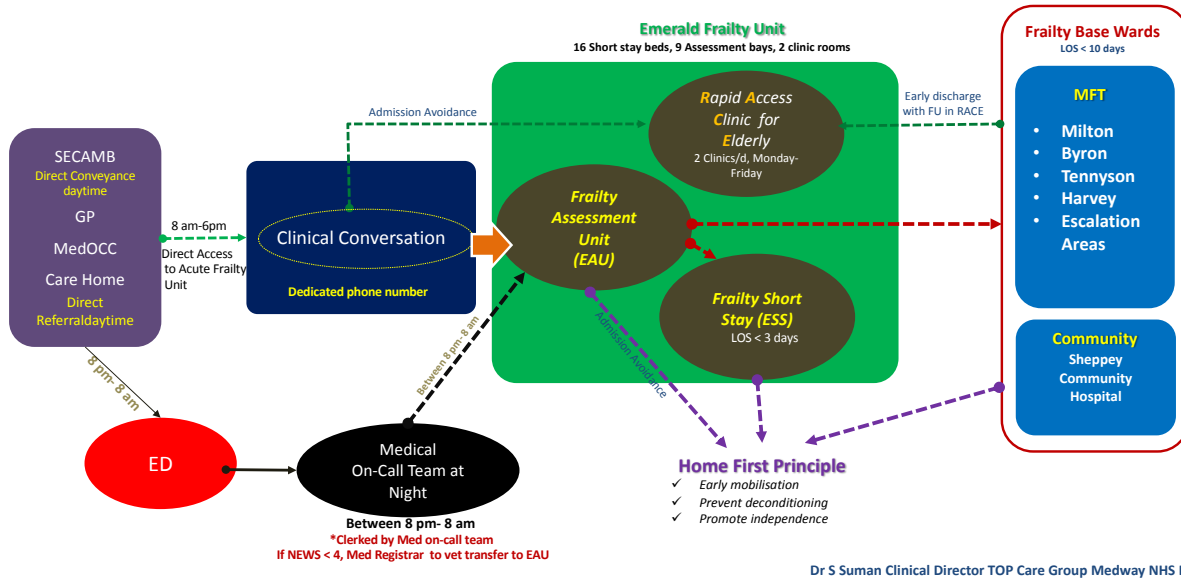 Emerald Frailty Unit
16 Short stay beds, 9 Assessment bays, 2 clinic rooms
Frailty Base Wards
LOS < 10 days
MFT
• Milton
• Byron
• Tennyson
• Harvey
• Escalation
Areas
Community
Sheppey
Community
Hospital
SECAMB
Direct Conveyance
daytime
GP
MedOCC
Care Home
Direct
Referraldaytime
8 am-6pm
Direct Access
to Acute Frailty
Unit
Admission Avoidance
Clinical Conversation
Dedicated phone number
Rapid Access
Clinic for
Elderly
2 Clinics/d, Monday-
Friday
Early discharge
with FU in RACE
Frailty
Assessment
Unit
(EAU)
Frailty Short
Stay (ESS)
LOS < 3 days
Admission Avoidance
Between 8 pm- 8 am
8 pm- 8 am
ED
Medical
On-Call Team at
Night
Between 8 pm- 8 am
*Clerked by Med on-call team
If NEWS < 4, Med Registrar to vet transfer to EAU
Home First Principle
✓ Early mobilisation
✓ Prevent deconditioning
✓ Promote independence
Dr S Suman Clinical Director TOP Care Group Medway NHS